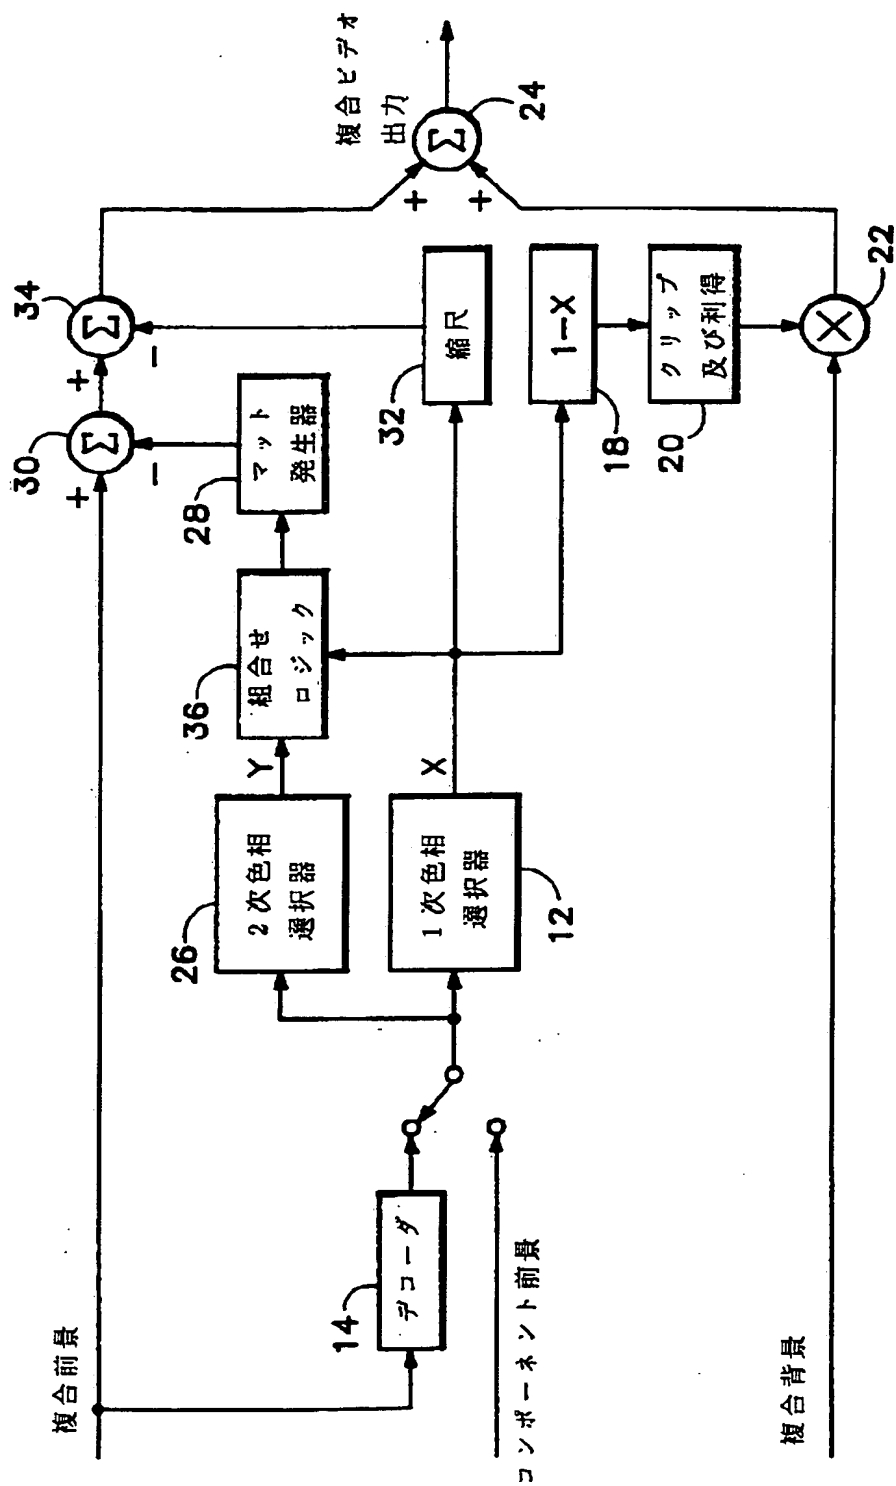 複合前景
コンポーネント前景
複合背景
14
デコーダ
26
2次色相
選択器
Y
1次色相
選択器
12
X
36
組合せ
ロジック
28
マット
発生器
30
+
Σ
−
34
+
Σ
−
32
縮尺
18
1−X
20
クリップ
及び利得
22
×
+
+
Σ
24
複合ビデオ
出力